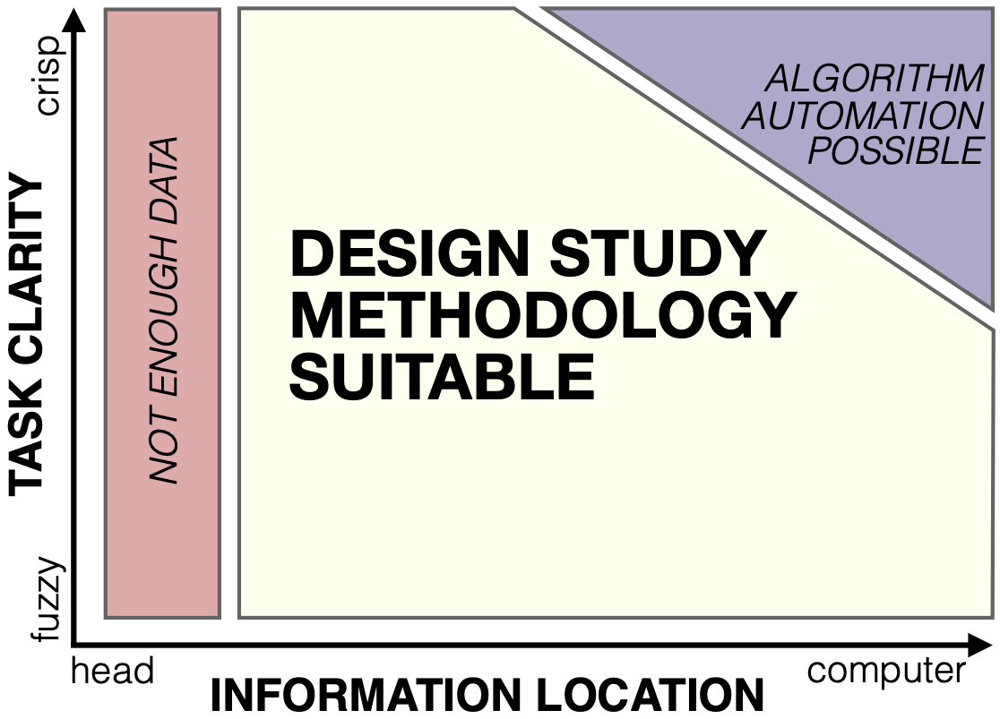 crisp
TASK CLARITY
fuzzy
NOT ENOUGH DATA
DESIGN STUDY
METHODOLOGY
SUITABLE
ALGORITHM
AUTOMATION
POSSIBLE
head
computer
INFORMATION LOCATION